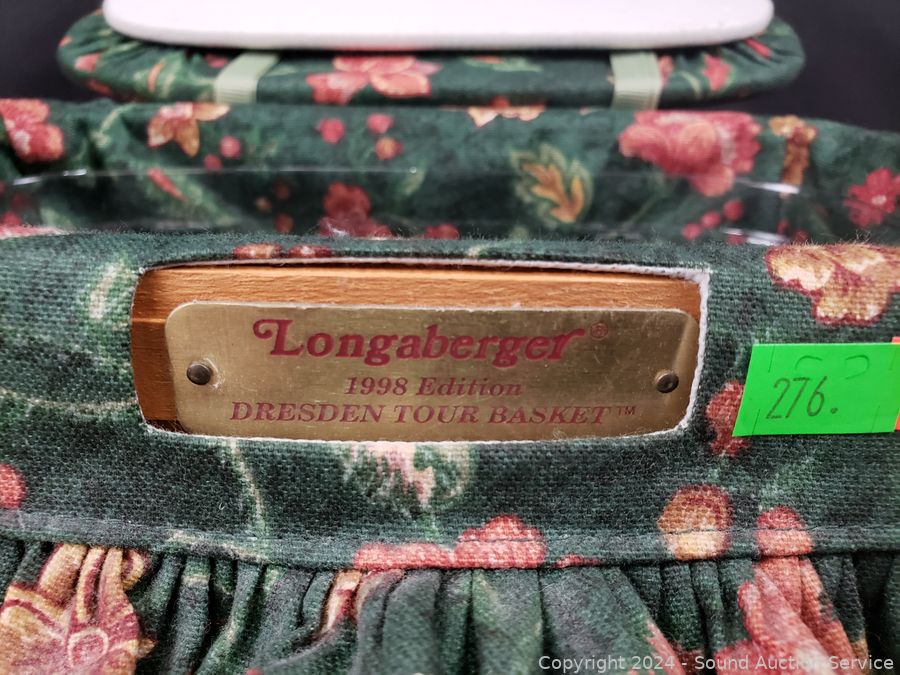 Longaberger®
1998 Edition
DRESDEN TOUR BASKET™
276.
Copyright 2024 - Sound Auction Service